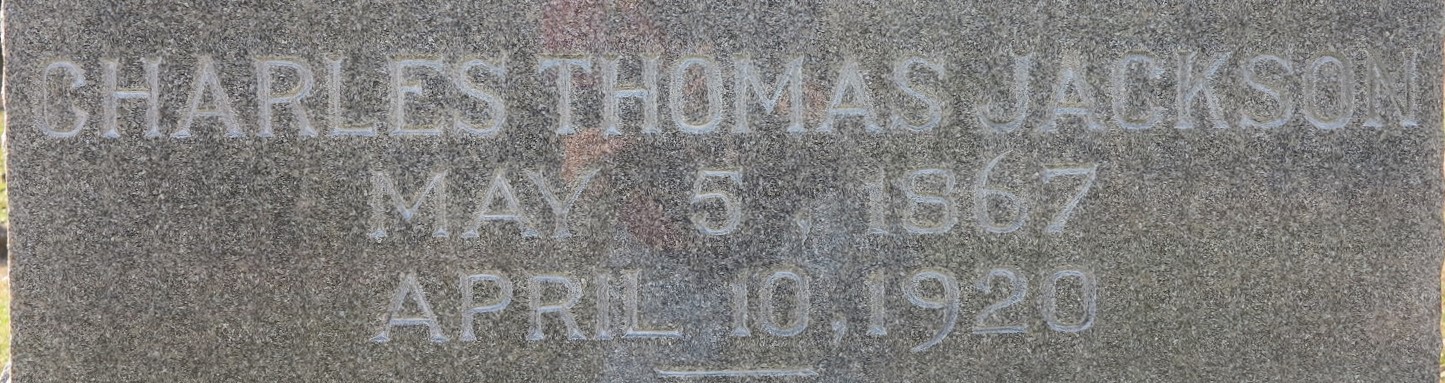 CHARLES THOMAS JACKSON
MAY 5, 1867
APRIL 10, 1920